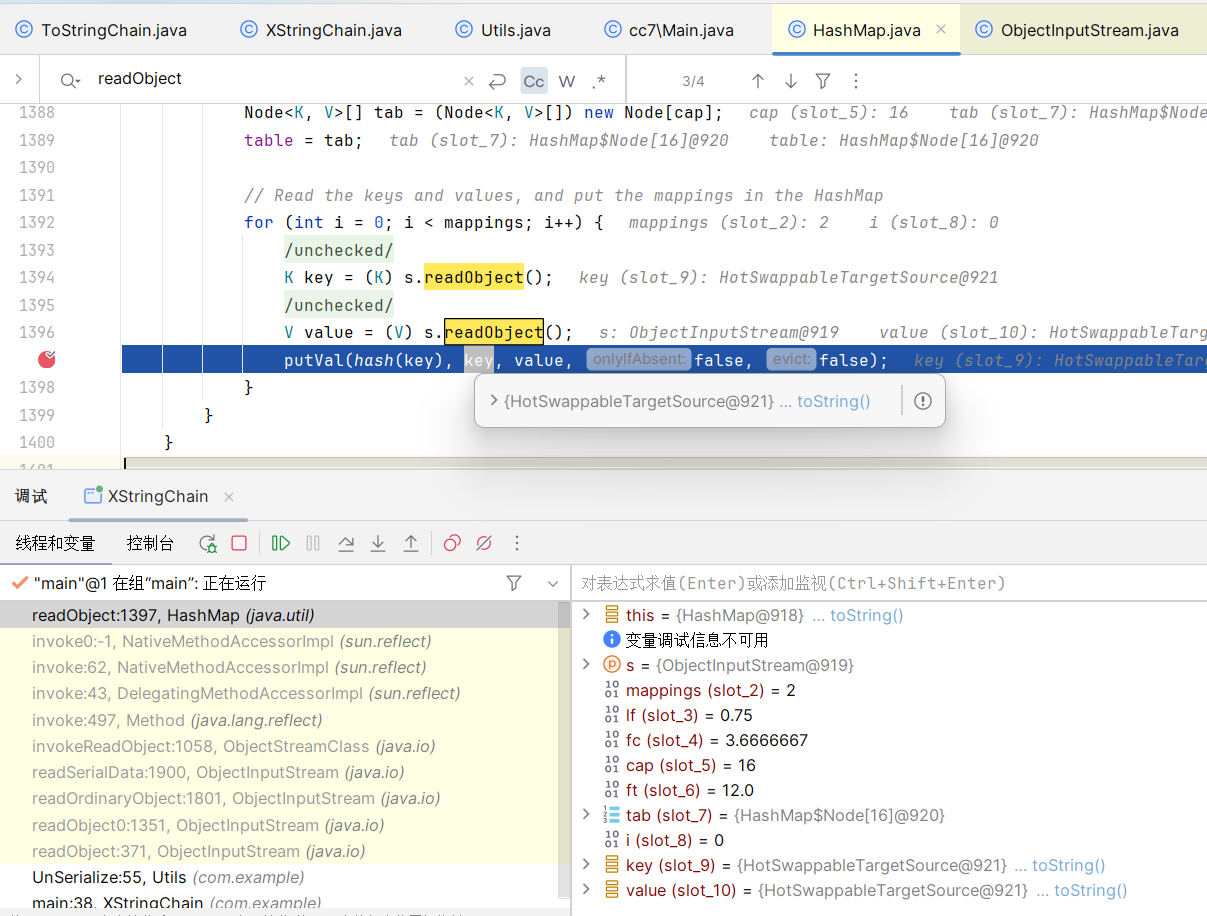 ToStringChain.java XStringChain.java Utils.java cc7\Main.java HashMap.java ObjectInputStream.java
readObject Cc W .* 3/4
1388 Node<K, V>[] tab = (Node<K, V>[]) new Node[cap]; cap (slot_5): 16 tab (slot_7): HashMap$Node
1389 table = tab; tab (slot_7): HashMap$Node[16]@920 table: HashMap$Node[16]@920
1390
1391 // Read the keys and values, and put the mappings in the HashMap
1392 for (int i = 0; i < mappings; i++) { mappings (slot_2): 2 i (slot_8): 0
1393 /unchecked/
1394 K key = (K) s.readObject(); key (slot_9): HotSwappableTargetSource@921
1395 /unchecked/
1396 V value = (V) s.readObject(); s: ObjectInputStream@919 value (slot_10): HotSwappableTarg
putVal(hash(key), key, value, onlyIfAbsent: false, evict: false); key (slot_9): HotSwappableTarge
1398 }
{HotSwappableTargetSource@921} ... toString()
1399 }
1400 }
1401
调试 XStringChain
线程和变量 控制台
"main"@1 在组“main”: 正在运行
对表达式求值(Enter)或添加监视(Ctrl+Shift+Enter)
readObject:1397, HashMap (java.util)
invoke0:-1, NativeMethodAccessorImpl (sun.reflect)
invoke:62, NativeMethodAccessorImpl (sun.reflect)
invoke:43, DelegatingMethodAccessorImpl (sun.reflect)
invoke:497, Method (java.lang.reflect)
invokeReadObject:1058, ObjectStreamClass (java.io)
readSerialData:1900, ObjectInputStream (java.io)
readOrdinaryObject:1801, ObjectInputStream (java.io)
readObject0:1351, ObjectInputStream (java.io)
readObject:371, ObjectInputStream (java.io)
UnSerialize:55, Utils (com.example)
main:38, XStringChain (com.example)
this = {HashMap@918} ... toString()
变量调试信息不可用
s = {ObjectInputStream@919}
mappings (slot_2) = 2
lf (slot_3) = 0.75
fc (slot_4) = 3.6666667
cap (slot_5) = 16
ft (slot_6) = 12.0
tab (slot_7) = {HashMap$Node[16]@920}
i (slot_8) = 0
key (slot_9) = {HotSwappableTargetSource@921} ... toString()
value (slot_10) = {HotSwappableTargetSource@921} ... toString()